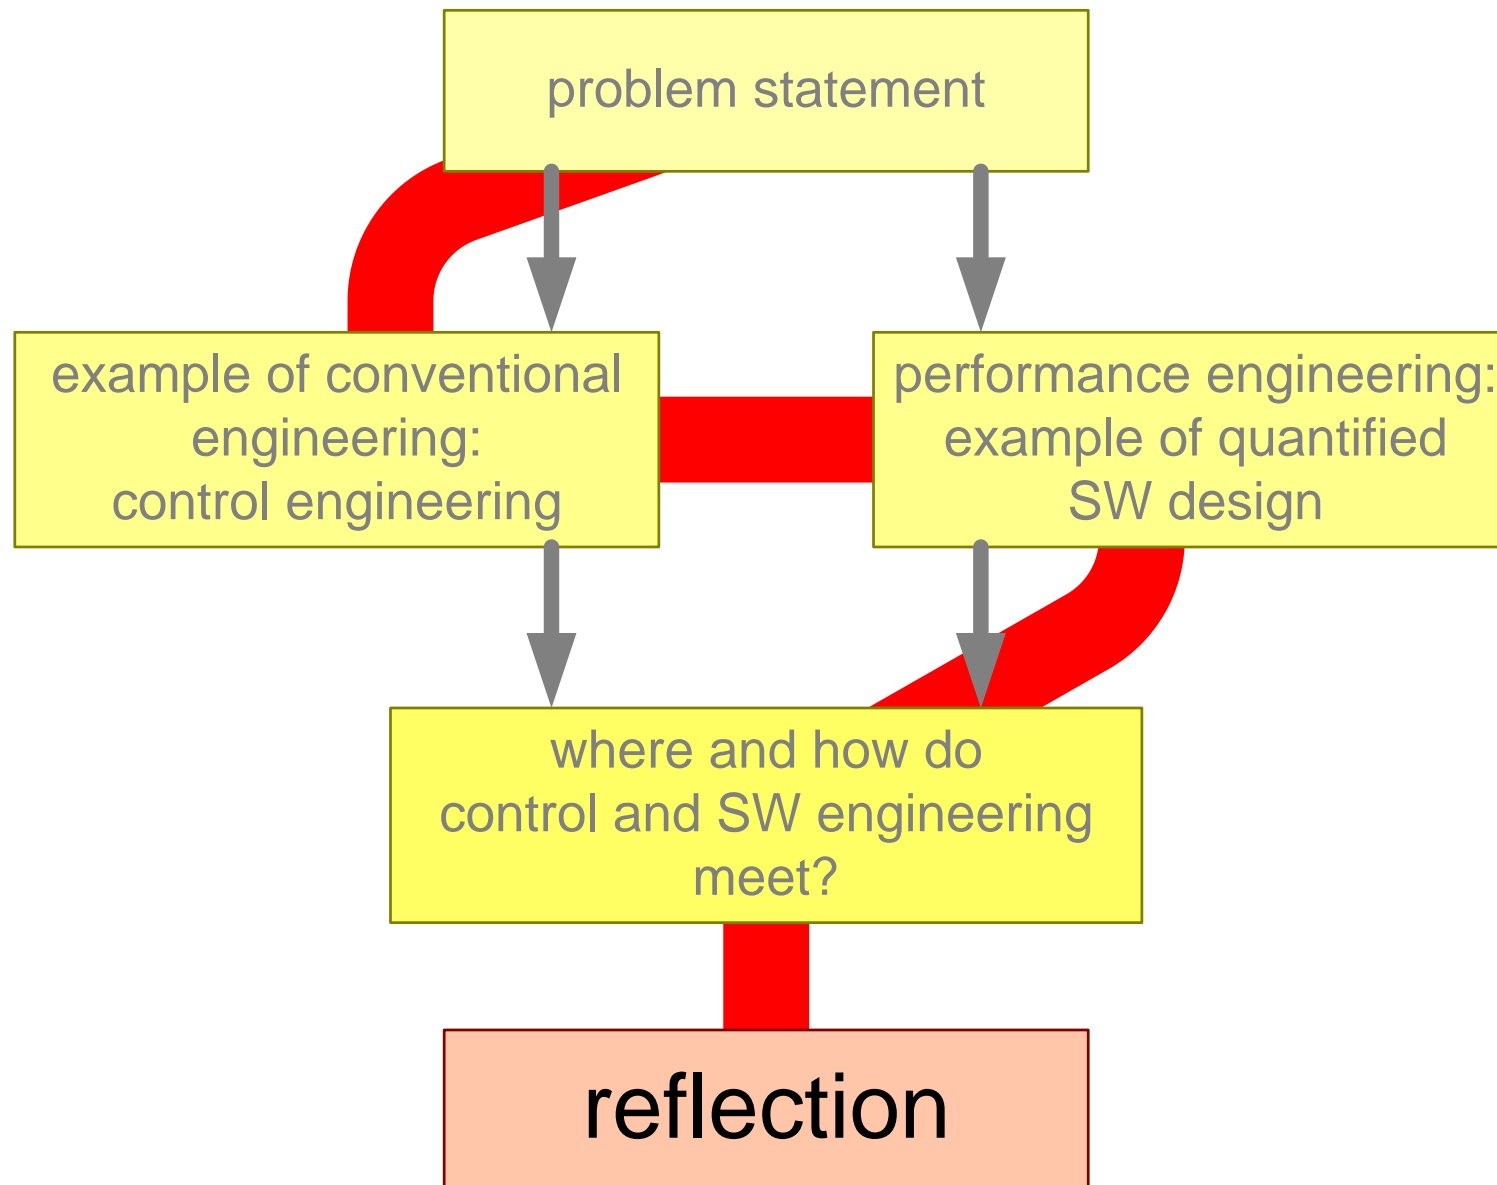 problem statement
example of conventional
engineering:
control engineering
performance engineering:
example of quantified
SW design
where and how do
control and SW engineering
meet?
reflection